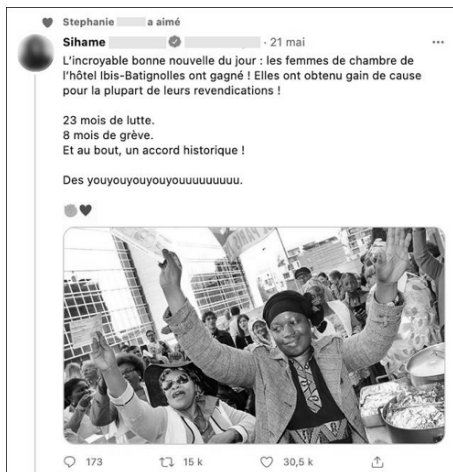 Stephanie a aimé
Sihame · 21 mai
L'incroyable bonne nouvelle du jour : les femmes de chambre de
l'hôtel Ibis-Batignolles ont gagné ! Elles ont obtenu gain de cause
pour la plupart de leurs revendications !
23 mois de lutte.
8 mois de grève.
Et au bout, un accord historique !
Des youyouyouyouyouuuuuuuuu.
173 15 k 30,5 k